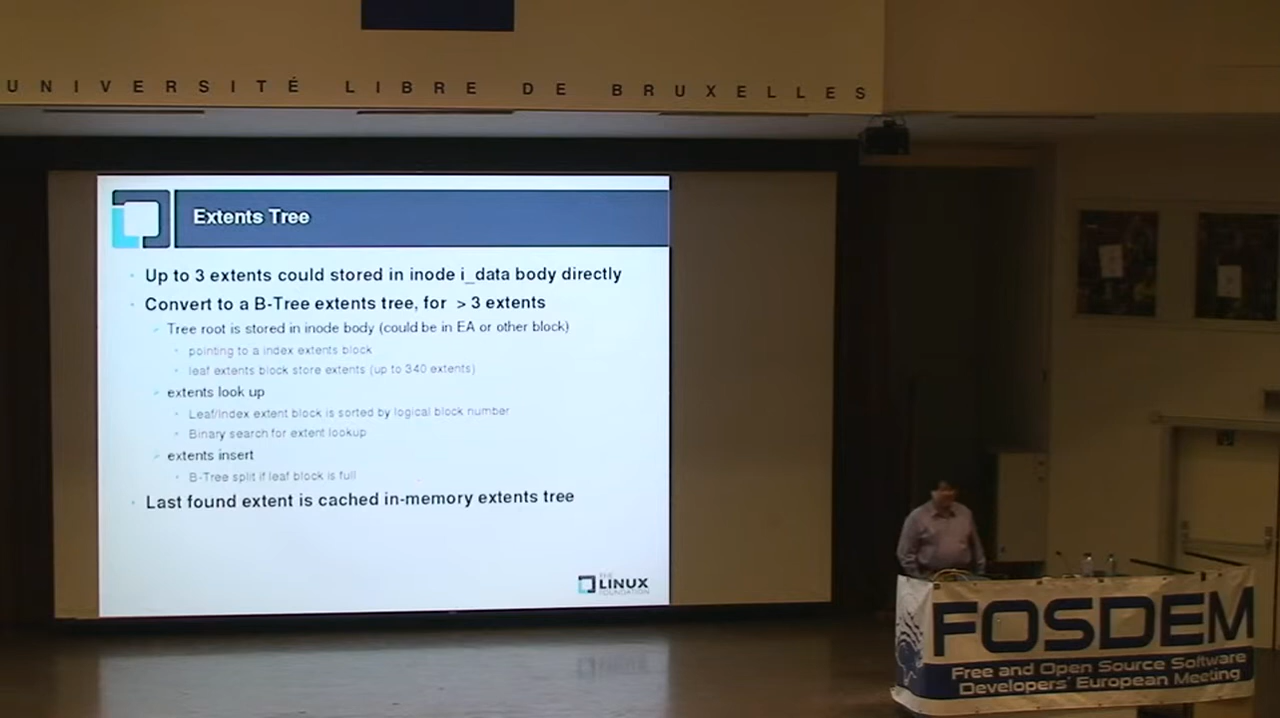 UNIVERSITÉ LIBRE DE BRUXELLES
Extents Tree
Up to 3 extents could stored in inode i_data body directly
Convert to a B-Tree extents tree, for > 3 extents
Tree root is stored in inode body (could be in EA or other block)
pointing to a index extents block
leaf extents block store extents (up to 340 extents)
extents look up
Leaf/Index extent block is sorted by logical block number
Binary search for extent lookup
extents insert
B-Tree split if leaf block is full
Last found extent is cached in-memory extents tree
THE
LINUX
FOUNDATION
FOSDEM
Free and Open Source Software
Developers' European Meeting